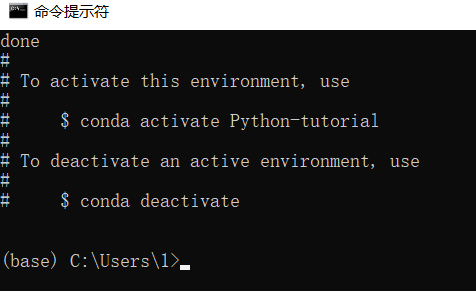 命令提示符
done
#
# To activate this environment, use
#
#     $ conda activate Python-tutorial
#
# To deactivate an active environment, use
#
#     $ conda deactivate
(base) C:\Users\l>